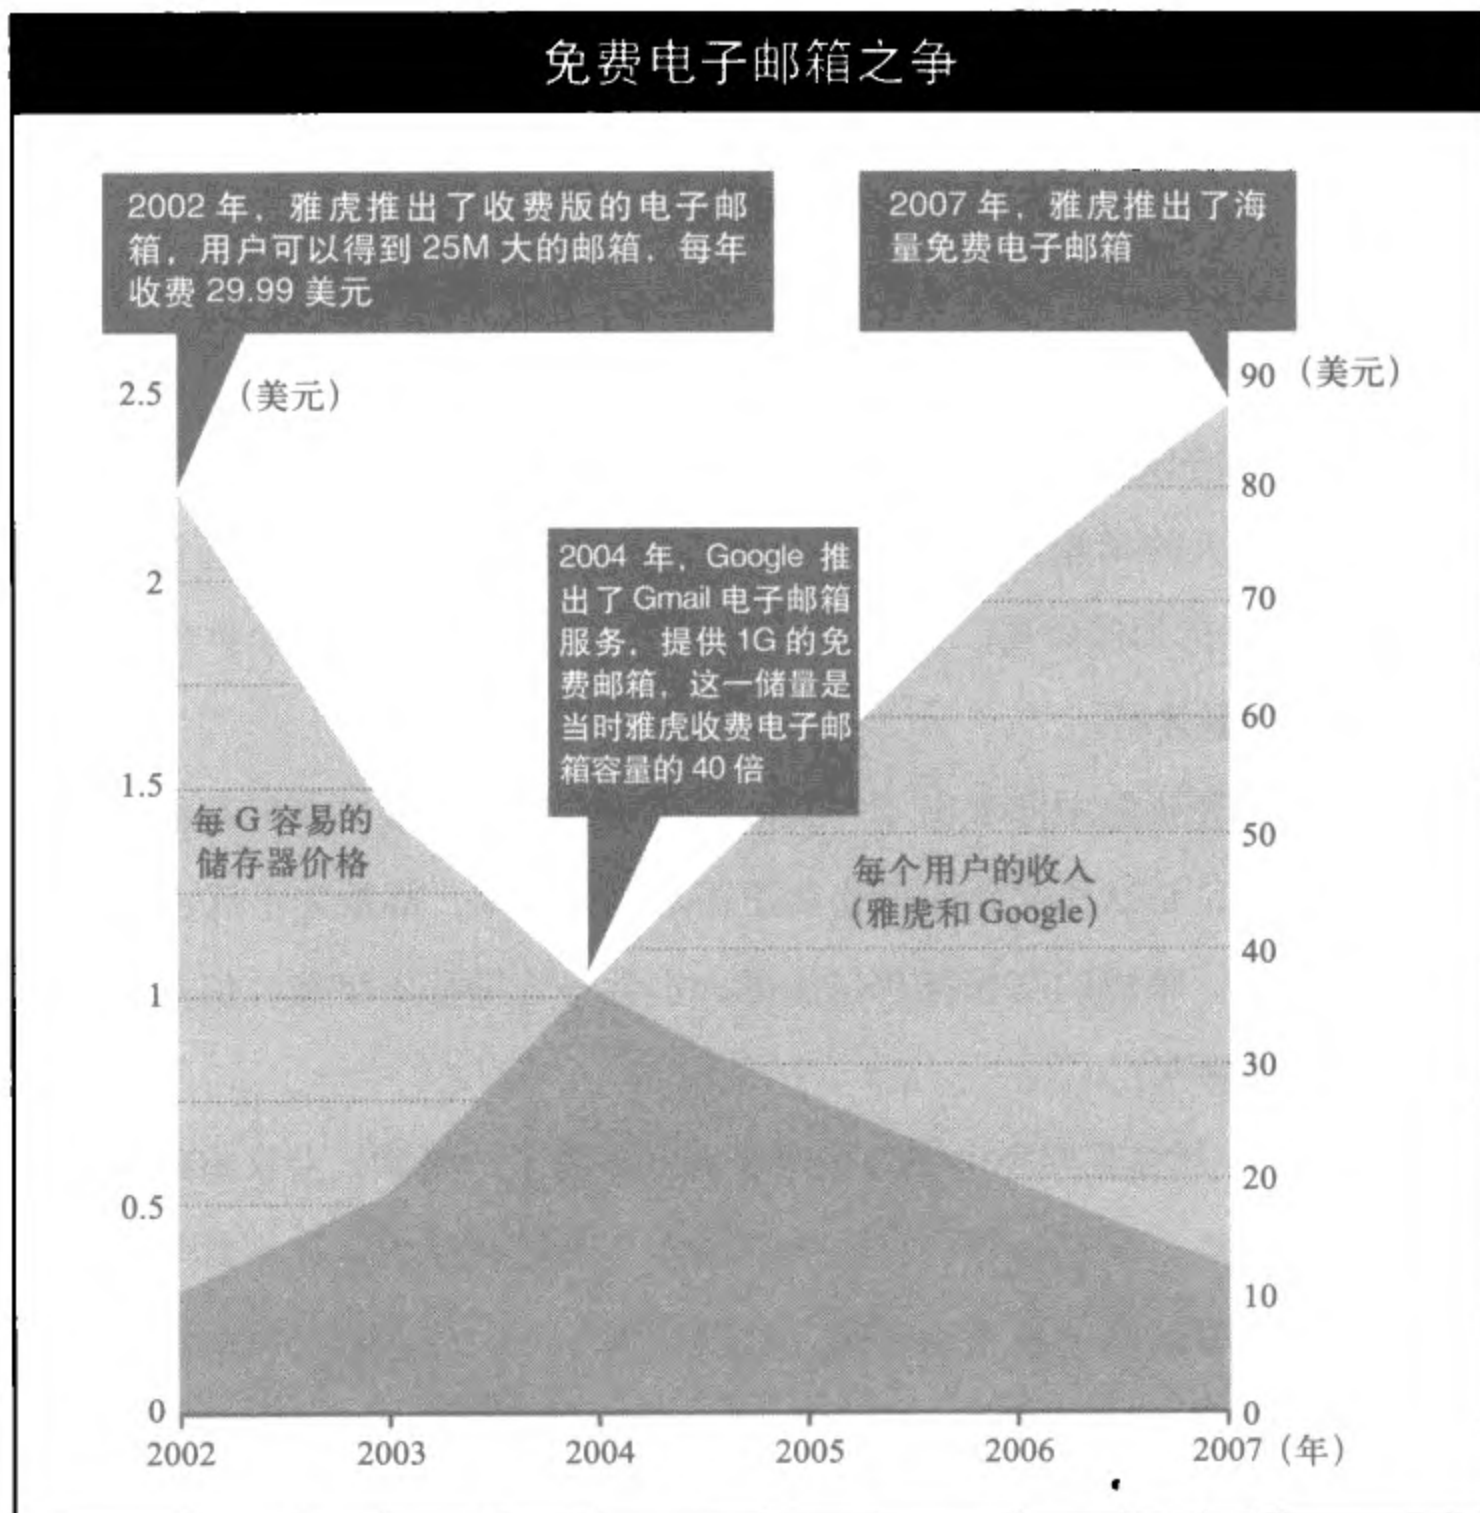 免费电子邮箱之争
2002 年，雅虎推出了收费版的电子邮
箱，用户可以得到 25M 大的邮箱，每年
收费 29.99 美元
2007 年，雅虎推出了海
量免费电子邮箱
2.5
（美元）
90
（美元）
80
2004 年，Google 推
出了 Gmail 电子邮箱
服务，提供 1G 的免
费邮箱，这一储量是
当时雅虎收费电子邮
箱容量的 40 倍
2
70
60
1.5
每 G 容易的
储存器价格
50
每个用户的收入
（雅虎和 Google）
40
1
30
20
0.5
10
0
0
2002
2003
2004
2005
2006
2007（年）